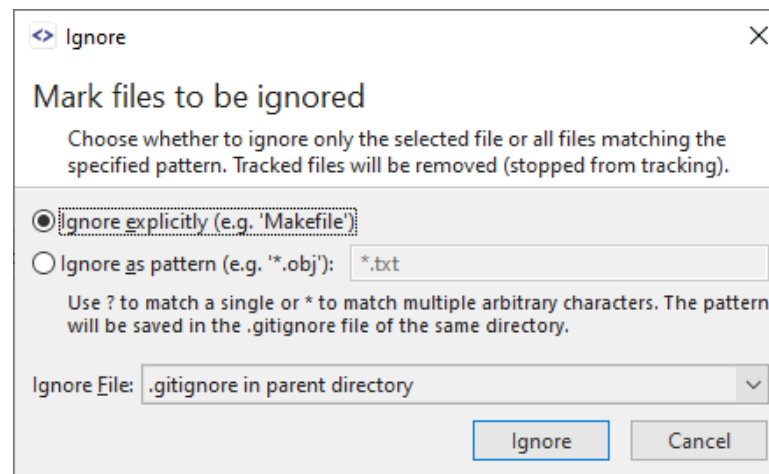 Ignore
Mark files to be ignored
Choose whether to ignore only the selected file or all files matching the
specified pattern. Tracked files will be removed (stopped from tracking).
Ignore explicitly (e.g. 'Makefile')
Ignore as pattern (e.g. '*.obj'): *.txt
Use ? to match a single or * to match multiple arbitrary characters. The pattern
will be saved in the .gitignore file of the same directory.
Ignore File: .gitignore in parent directory
Ignore Cancel